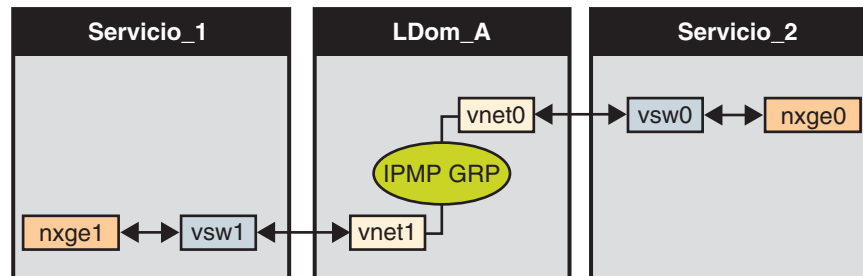 Servicio_1
LDom_A
Servicio_2
vnet0
vsw0
nxge0
IPMP GRP
nxge1
vsw1
vnet1